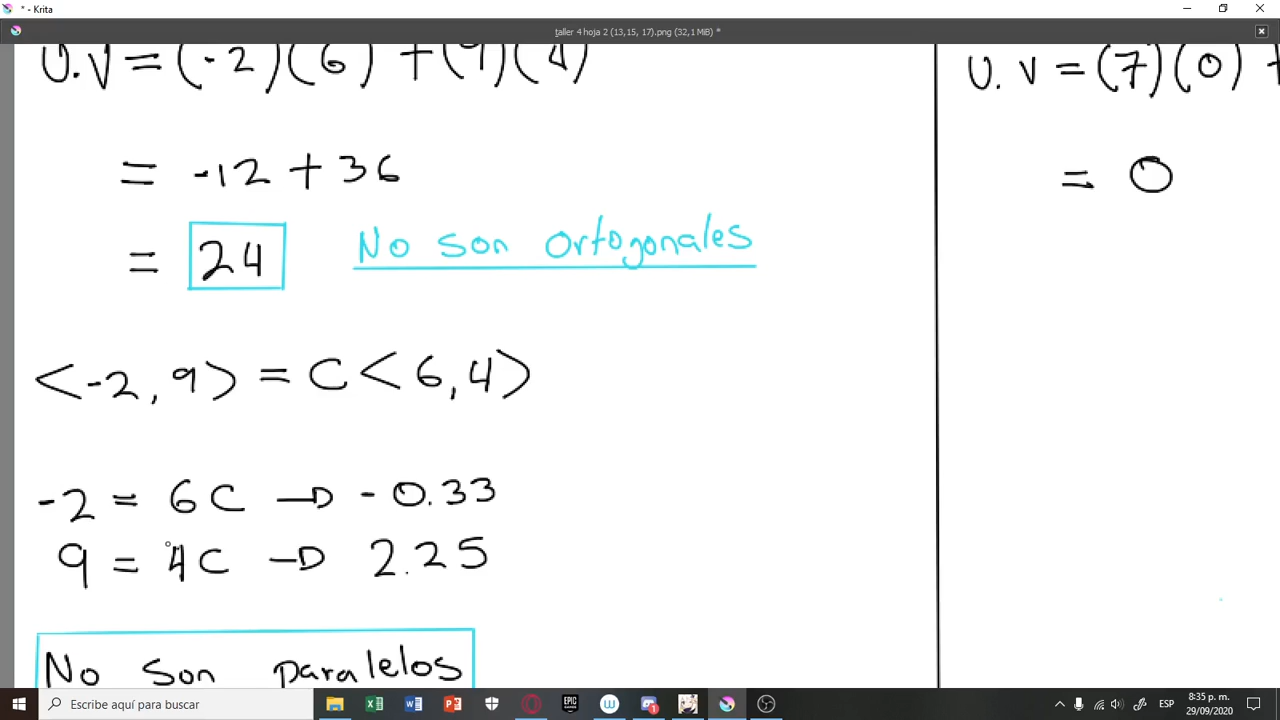 * - Krita
taller 4 hoja 2 (13,15, 17).png (32,1 MiB) *
U.V = (-2)(6) + (9)(4)
= -12 + 36
= 24 No son ortogonales
<-2, 9> = C <6, 4>
-2 = 6C → -0.33
9 = 4C → 2.25
No son paralelos
U. V = (7)(0) +
= 0
Escribe aquí para buscar
ESP
8:35 p. m.
29/09/2020